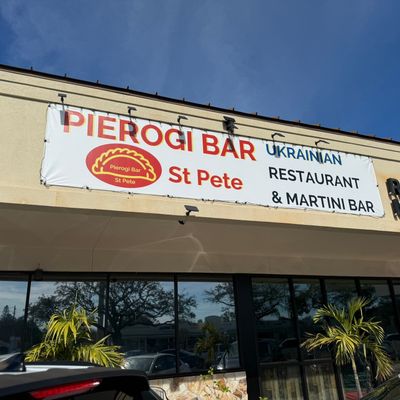 PIEROGI BAR
Pierogi Bar
St Pete
St Pete
UKRAINIAN
RESTAURANT
& MARTINI BAR